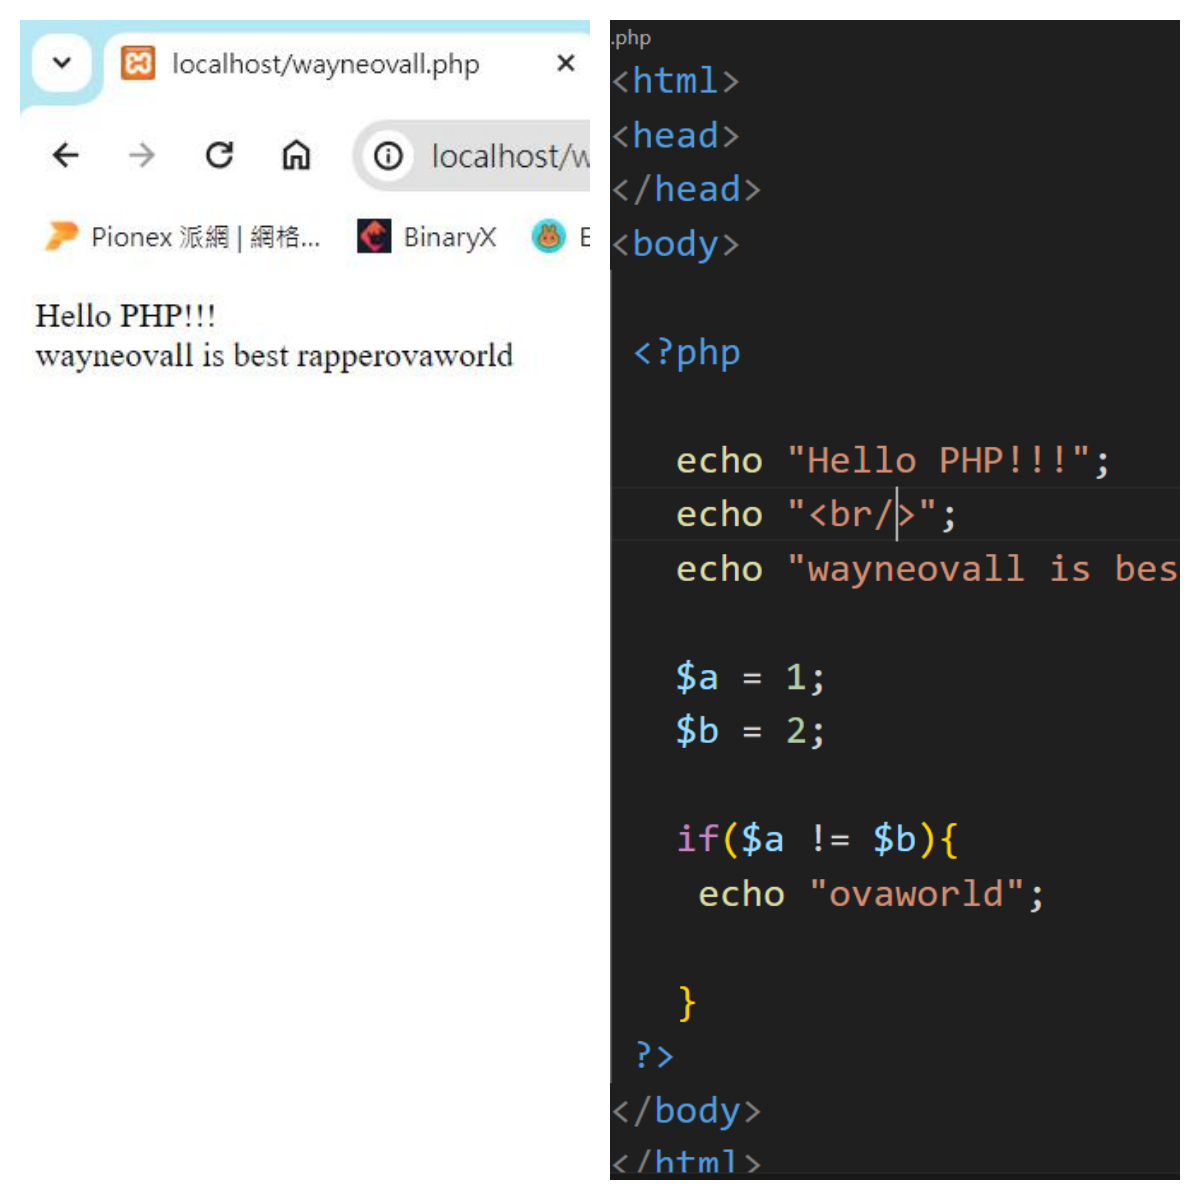 localhost/wayneovall.php
localhost/w
Pionex 派網 | 網格... BinaryX
Hello PHP!!!
wayneovall is best rapperovaworld
.php
<html>
<head>
</head>
<body>
<?php
echo "Hello PHP!!!";
echo "<br/>";
echo "wayneovall is bes
$a = 1;
$b = 2;
if($a != $b){
echo "ovaworld";
}
?>
</body>
</html>